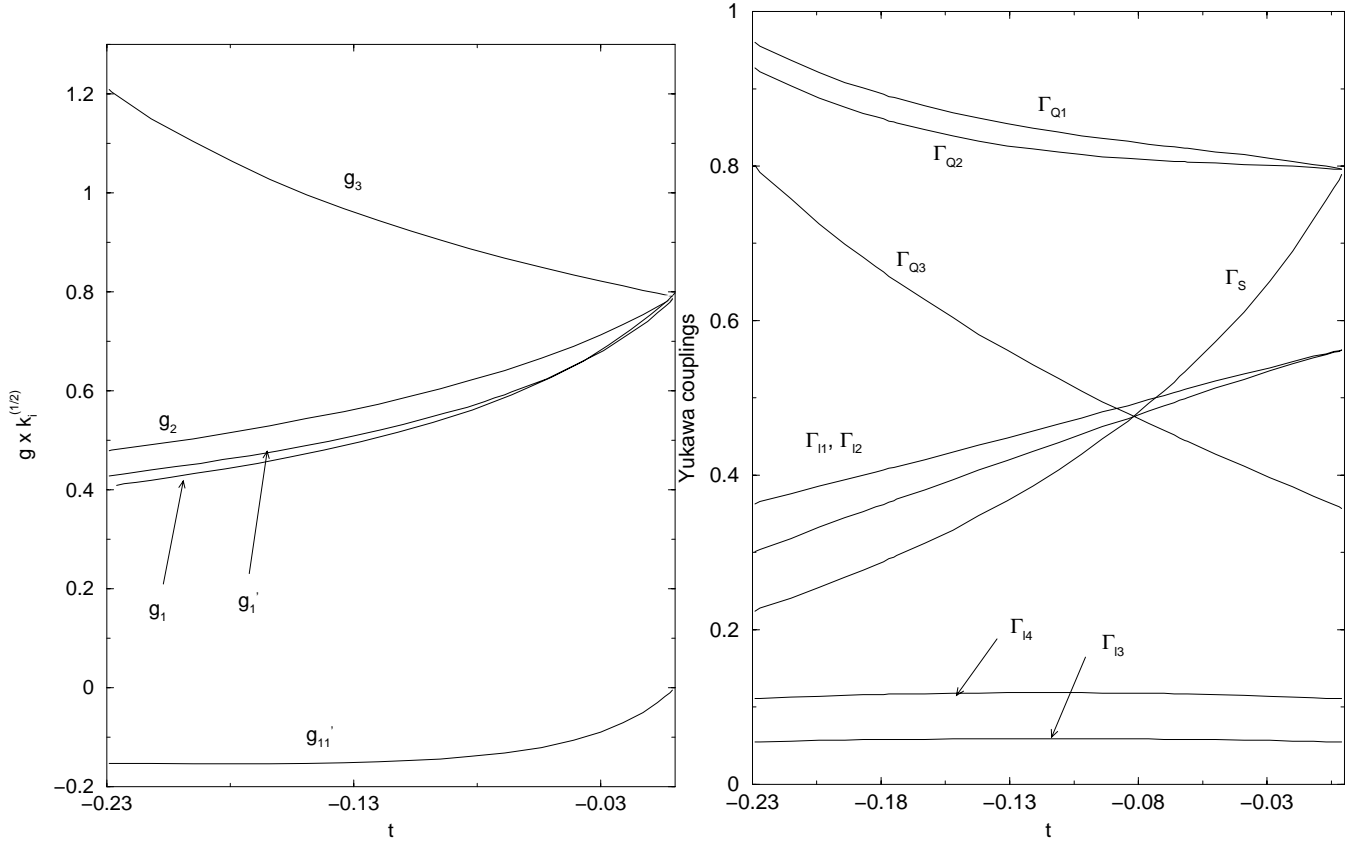 1.2
1
0.8
0.6
0.4
0.2
0
−0.2
g x k_i^(1/2)
−0.23
−0.13
−0.03
t
g_3
g_2
g_1
g_1'
g_11'
1
0.8
0.6
0.4
0.2
0
Yukawa couplings
−0.23
−0.18
−0.13
−0.08
−0.03
t
Γ_Q1
Γ_Q2
Γ_Q3
Γ_S
Γ_l1, Γ_l2
Γ_l4
Γ_l3